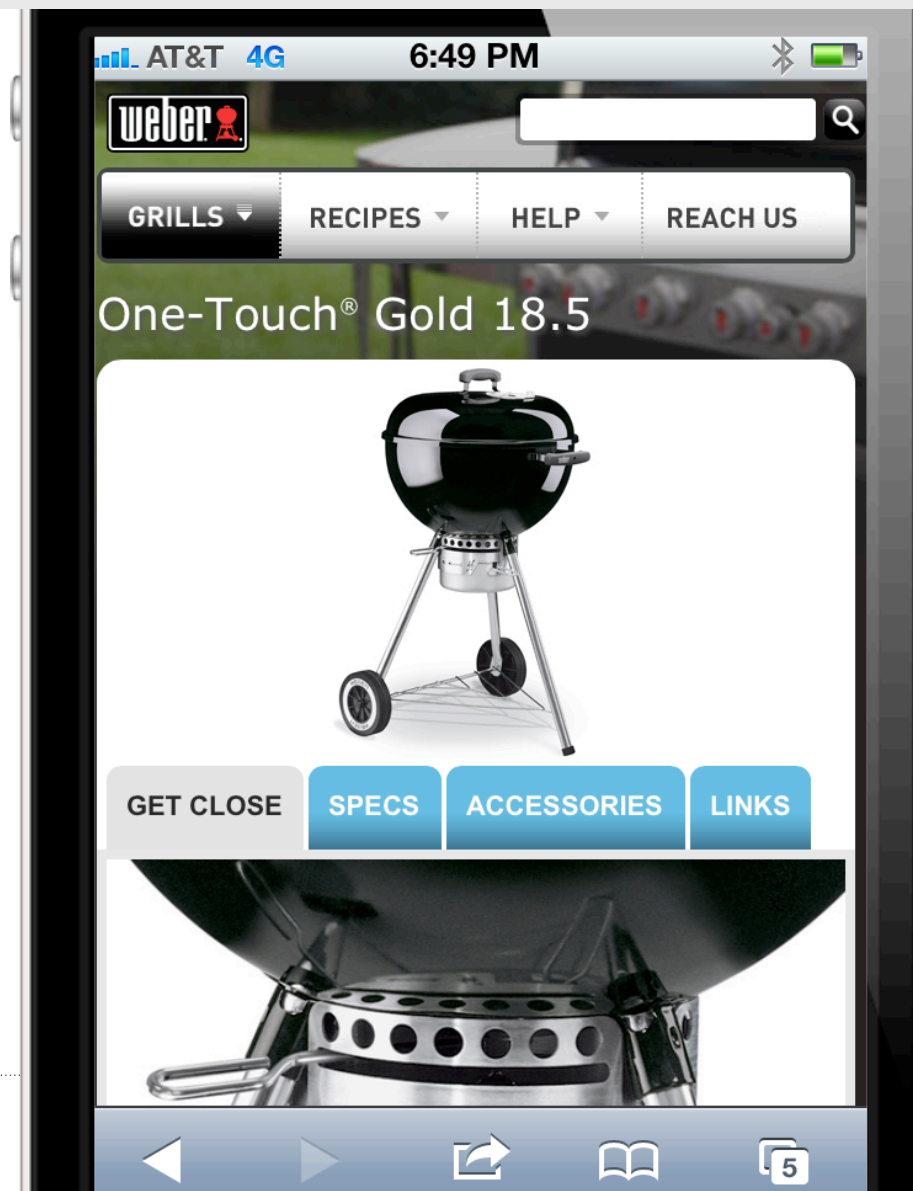 AT&T 4G 6:49 PM
weber
GRILLS RECIPES HELP REACH US
One-Touch® Gold 18.5
GET CLOSE SPECS ACCESSORIES LINKS
5